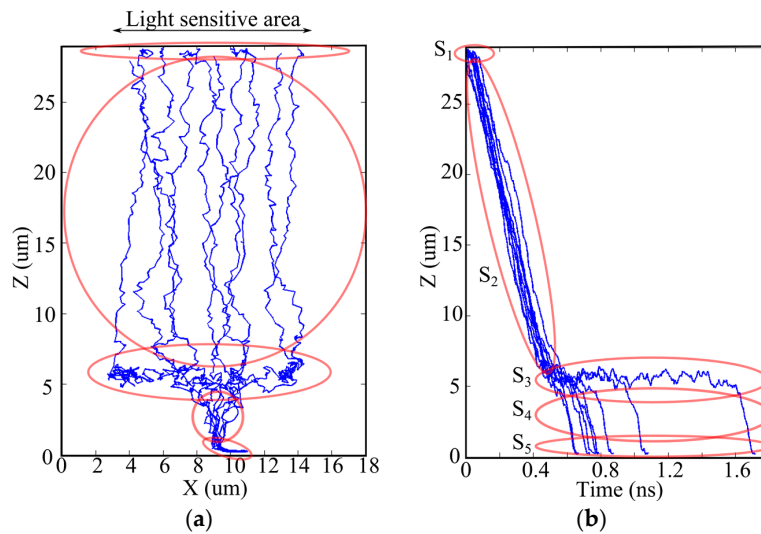 Light sensitive area
25
20
10
5
0
Z (um)
0 2 4 6 8 10 12 14 16 18
X (um)
(a)
S1
25
20
S2
15
10
S3
5
S4
S5
0
Z (um)
0 0.4 0.8 1.2 1.6
Time (ns)
(b)